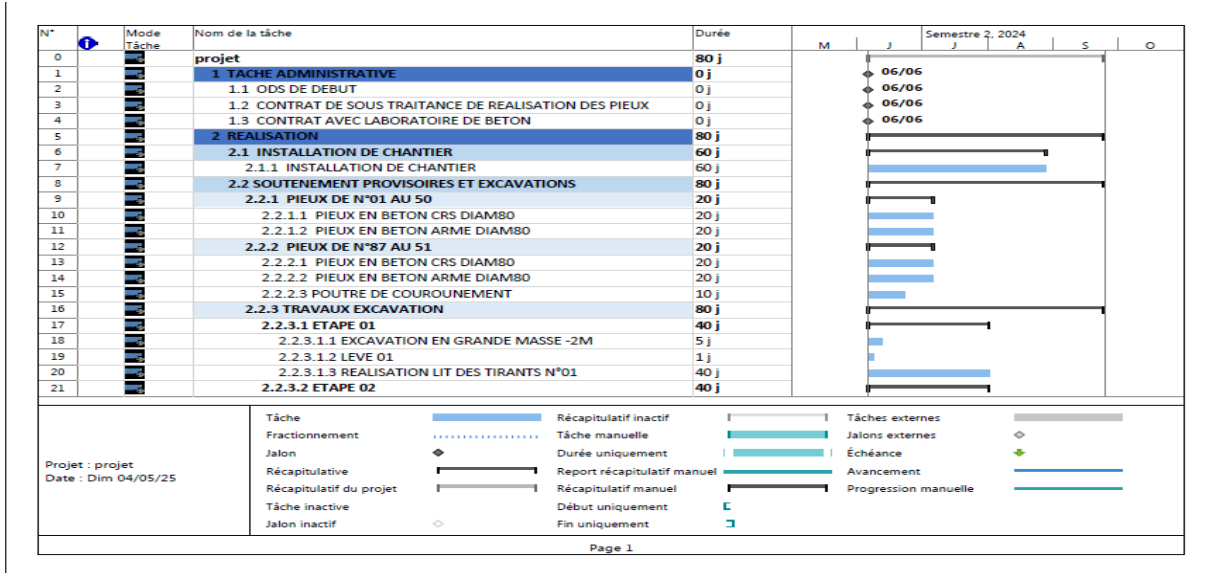 N° Mode Tâche Nom de la tâche Durée Semestre 2, 2024
M J J A S O
0 projet 80 j
1 1 TACHE ADMINISTRATIVE 0 j 06/06
2 1.1 ODS DE DEBUT 0 j 06/06
3 1.2 CONTRAT DE SOUS TRAITANCE DE REALISATION DES PIEUX 0 j 06/06
4 1.3 CONTRAT AVEC LABORATOIRE DE BETON 0 j 06/06
5 2 REALISATION 80 j
6 2.1 INSTALLATION DE CHANTIER 60 j
7 2.1.1 INSTALLATION DE CHANTIER 60 j
8 2.2 SOUTENEMENT PROVISOIRES ET EXCAVATIONS 80 j
9 2.2.1 PIEUX DE N°01 AU 50 20 j
10 2.2.1.1 PIEUX EN BETON CRS DIAM80 20 j
11 2.2.1.2 PIEUX EN BETON ARME DIAM80 20 j
12 2.2.2 PIEUX DE N°87 AU 51 20 j
13 2.2.2.1 PIEUX EN BETON CRS DIAM80 20 j
14 2.2.2.2 PIEUX EN BETON ARME DIAM80 20 j
15 2.2.2.3 POUTRE DE COUROUNEMENT 10 j
16 2.2.3 TRAVAUX EXCAVATION 80 j
17 2.2.3.1 ETAPE 01 40 j
18 2.2.3.1.1 EXCAVATION EN GRANDE MASSE -2M 5 j
19 2.2.3.1.2 LEVE 01 1 j
20 2.2.3.1.3 REALISATION LIT DES TIRANTS N°01 40 j
21 2.2.3.2 ETAPE 02 40 j
Projet : projet
Date : Dim 04/05/25
Tâche
Fractionnement
Jalon
Récapitulative
Récapitulatif du projet
Tâche inactive
Jalon inactif
Récapitulatif inactif
Tâche manuelle
Durée uniquement
Report récapitulatif manuel
Récapitulatif manuel
Début uniquement
Fin uniquement
Tâches externes
Jalons externes
Échéance
Avancement
Progression manuelle
Page 1